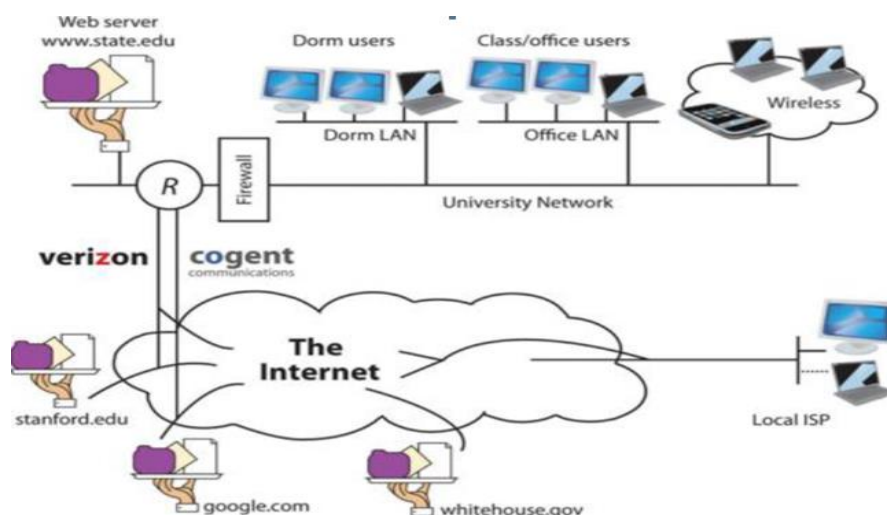 Web server
www.state.edu
Dorm users
Class/office users
Wireless
Dorm LAN
Office LAN
R
Firewall
University Network
verizon
cogent
communications
The
Internet
stanford.edu
Local ISP
google.com
whitehouse.gov